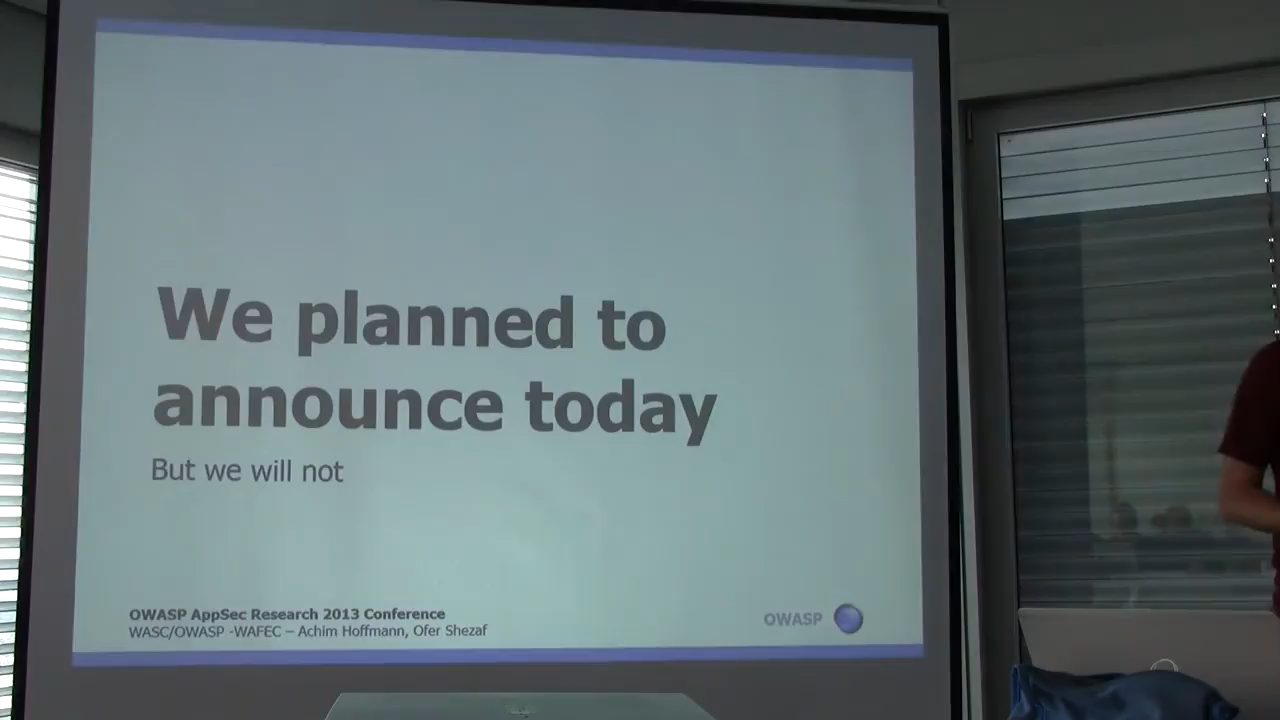 We planned to
announce today
But we will not
OWASP AppSec Research 2013 Conference
WASC/OWASP -WAFEC – Achim Hoffmann, Ofer Shezaf
OWASP